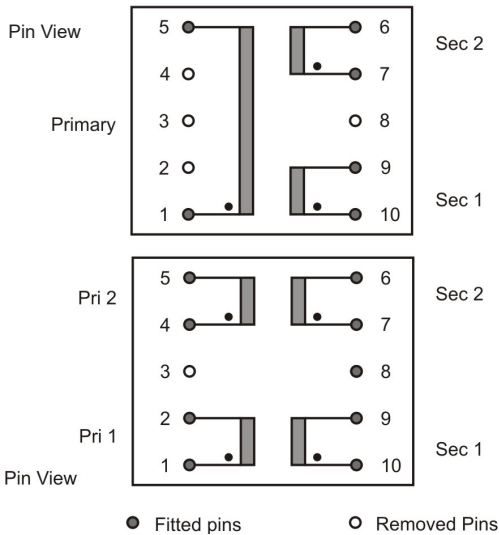 Pin View
5
6
Sec 2
4
7
Primary
3
8
2
9
1
10
Sec 1
5
6
Pri 2
Sec 2
4
7
3
8
2
9
Pri 1
Sec 1
1
10
Pin View
Fitted pins
Removed Pins